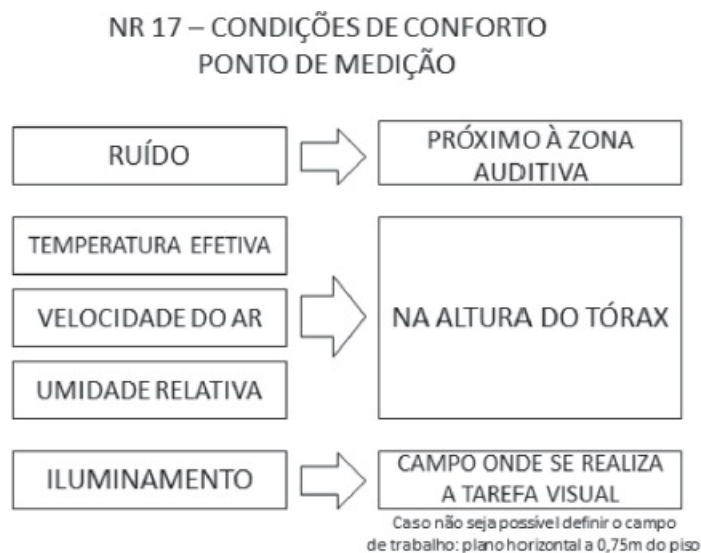 NR 17 – CONDIÇÕES DE CONFORTO
PONTO DE MEDIÇÃO
RUÍDO
PRÓXIMO À ZONA
AUDITIVA
TEMPERATURA EFETIVA
VELOCIDADE DO AR
UMIDADE RELATIVA
NA ALTURA DO TÓRAX
ILUMINAMENTO
CAMPO ONDE SE REALIZA
A TAREFA VISUAL
Caso não seja possível definir o campo
de trabalho: plano horizontal a 0,75m do piso